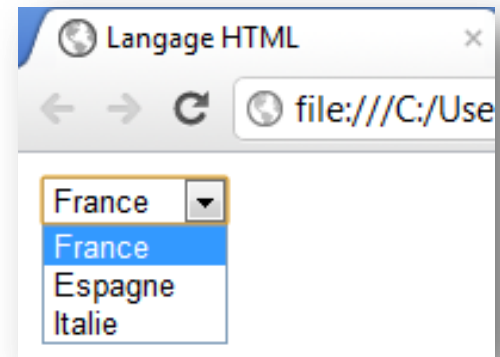 Langage HTML
file:///C:/Use
France
France
Espagne
Italie